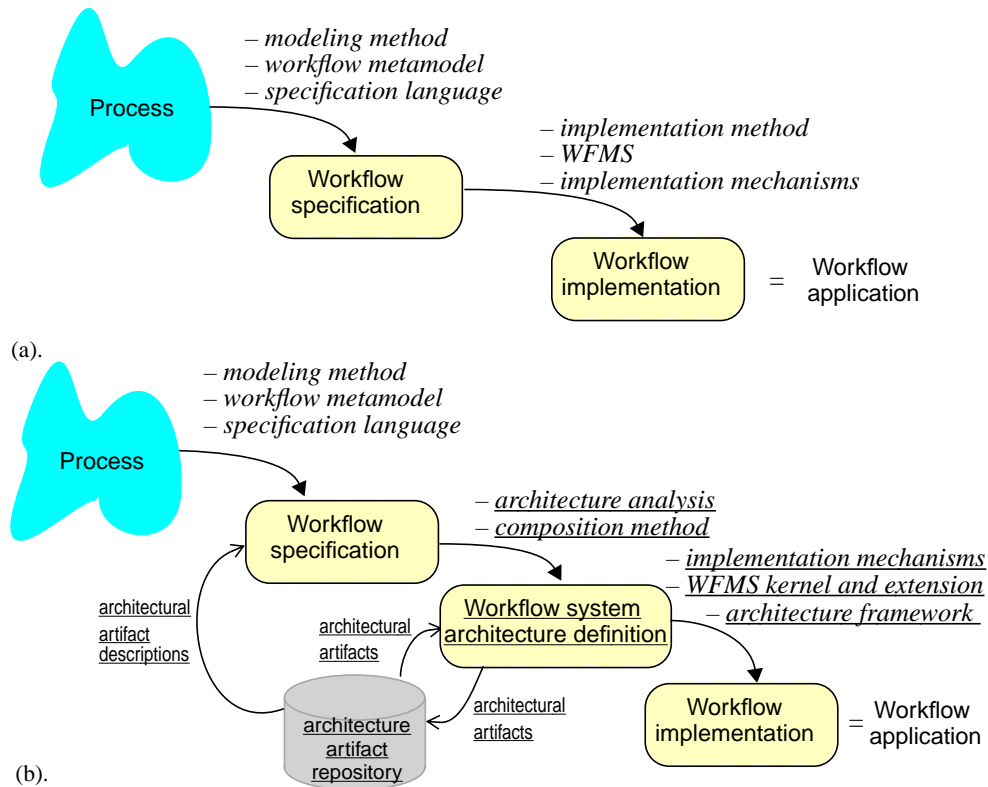 – modeling method
– workflow metamodel
– specification language
Process
– implementation method
– WFMS
– implementation mechanisms
Workflow
specification
Workflow
implementation
=
Workflow
application
(a).
– modeling method
– workflow metamodel
– specification language
Process
– architecture analysis
– composition method
Workflow
specification
– implementation mechanisms
– WFMS kernel and extension
– architecture framework
architectural
artifact
descriptions
architectural
artifacts
Workflow system
architecture definition
architectural
artifacts
architecture
artifact
repository
Workflow
implementation
=
Workflow
application
(b).